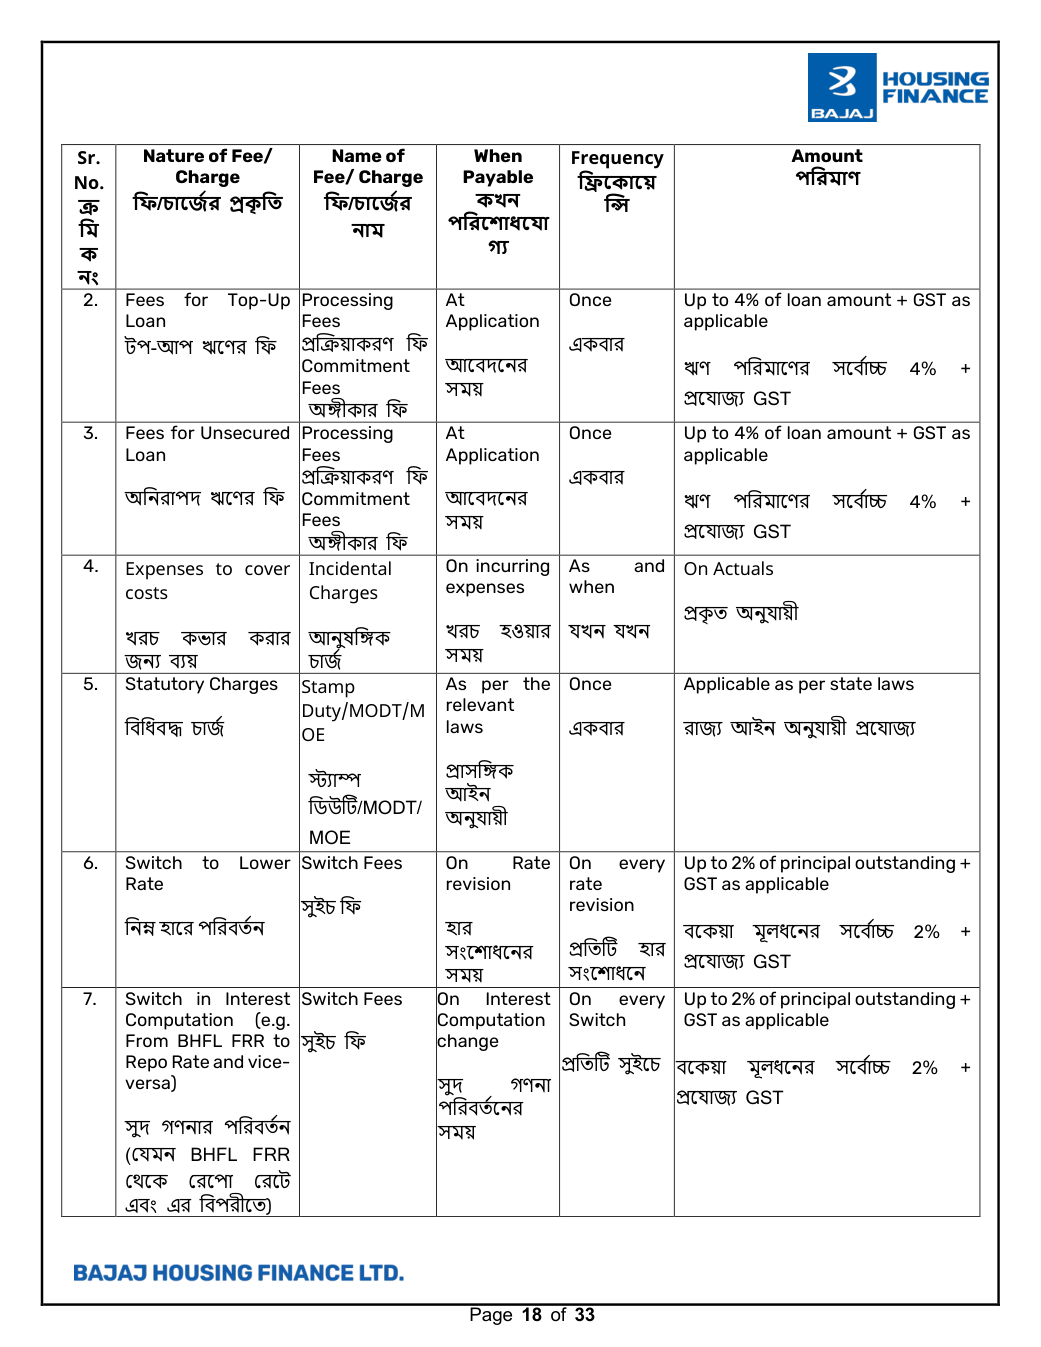 HOUSING
FINANCE
BAJAJ
Sr.
No.
ক্র
মি
ক
নং
Nature of Fee/
Charge
ফি/চার্জের প্রকৃতি
Name of
Fee/ Charge
ফি/চার্জের
নাম
When
Payable
কখন
পরিশোধযো
গ্য
Frequency
ফ্রিকোয়ে
ন্সি
Amount
পরিমাণ
2.
Fees for Top-Up
Loan
টপ-আপ ঋণের ফি
Processing
Fees
প্রক্রিয়াকরণ ফি
Commitment
Fees
অঙ্গীকার ফি
At
Application
আবেদনের
সময়
Once
একবার
Up to 4% of loan amount + GST as
applicable
ঋণ পরিমাণের সর্বোচ্চ 4% +
প্রযোজ্য GST
3.
Fees for Unsecured
Loan
অনিরাপদ ঋণের ফি
Processing
Fees
প্রক্রিয়াকরণ ফি
Commitment
Fees
অঙ্গীকার ফি
At
Application
আবেদনের
সময়
Once
একবার
Up to 4% of loan amount + GST as
applicable
ঋণ পরিমাণের সর্বোচ্চ 4% +
প্রযোজ্য GST
4.
Expenses to cover
costs
খরচ কভার করার
জন্য ব্যয়
Incidental
Charges
আনুষঙ্গিক
চার্জ
On incurring
expenses
খরচ হওয়ার
সময়
As and
when
যখন যখন
On Actuals
প্রকৃত অনুযায়ী
5.
Statutory Charges
বিধিবদ্ধ চার্জ
Stamp
Duty/MODT/M
OE
স্ট্যাম্প
ডিউটি/MODT/
MOE
As per the
relevant
laws
প্রাসঙ্গিক
আইন
অনুযায়ী
Once
একবার
Applicable as per state laws
রাজ্য আইন অনুযায়ী প্রযোজ্য
6.
Switch to Lower
Rate
নিম্ন হারে পরিবর্তন
Switch Fees
সুইচ ফি
On Rate
revision
হার
সংশোধনের
সময়
On every
rate
revision
প্রতিটি হার
সংশোধনে
Up to 2% of principal outstanding +
GST as applicable
বকেয়া মূলধনের সর্বোচ্চ 2% +
প্রযোজ্য GST
7.
Switch in Interest
Computation (e.g.
From BHFL FRR to
Repo Rate and vice-
versa)
সুদ গণনার পরিবর্তন
(যেমন BHFL FRR
থেকে রেপো রেটে
এবং এর বিপরীতে)
Switch Fees
সুইচ ফি
On Interest
Computation
change
সুদ গণনা
পরিবর্তনের
সময়
On every
Switch
প্রতিটি সুইচে
Up to 2% of principal outstanding +
GST as applicable
বকেয়া মূলধনের সর্বোচ্চ 2% +
প্রযোজ্য GST
BAJAJ HOUSING FINANCE LTD.
Page 18 of 33